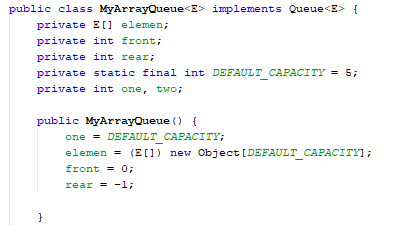 public class MyArrayQueue<E> implements Queue<E> {
private E[] elemen;
private int front;
private int rear;
private static final int DEFAULT_CAPACITY = 5;
private int one, two;
public MyArrayQueue() {
one = DEFAULT_CAPACITY;
elemen = (E[]) new Object[DEFAULT_CAPACITY];
front = 0;
rear = -1;
}